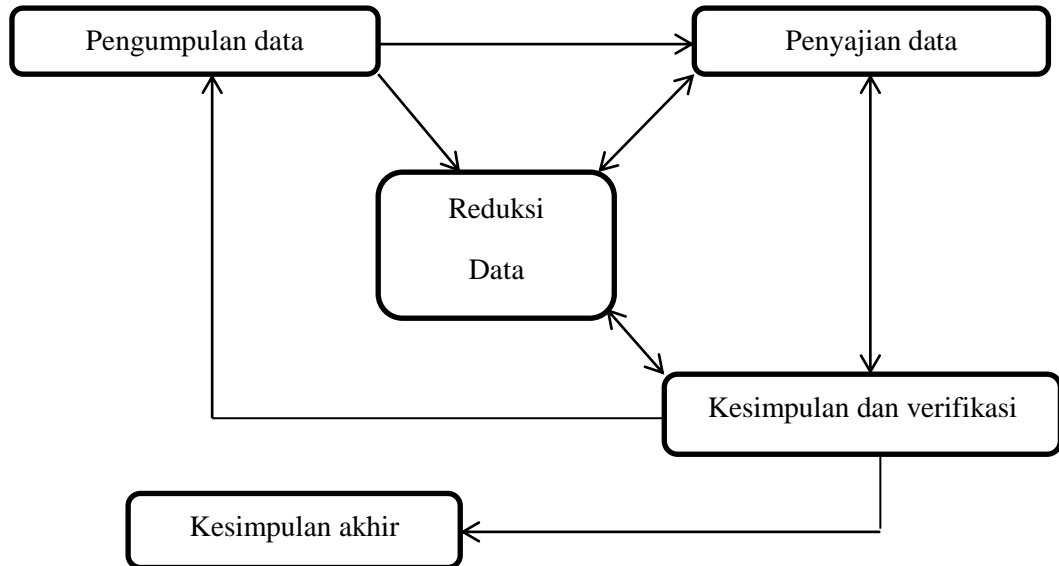 Pengumpulan data
Penyajian data
Reduksi
Data
Kesimpulan dan verifikasi
Kesimpulan akhir